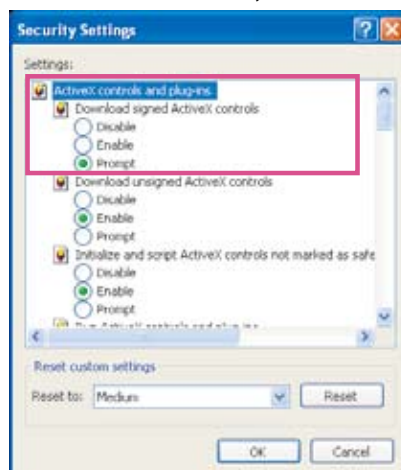 Security Settings
Settings:
ActiveX controls and plug-ins
Download signed ActiveX controls
Disable
Enable
Prompt
Download unsigned ActiveX controls
Disable
Enable
Prompt
Initialize and script ActiveX controls not marked as safe
Disable
Enable
Prompt
Reset custom settings
Reset to: Medium Reset
OK Cancel